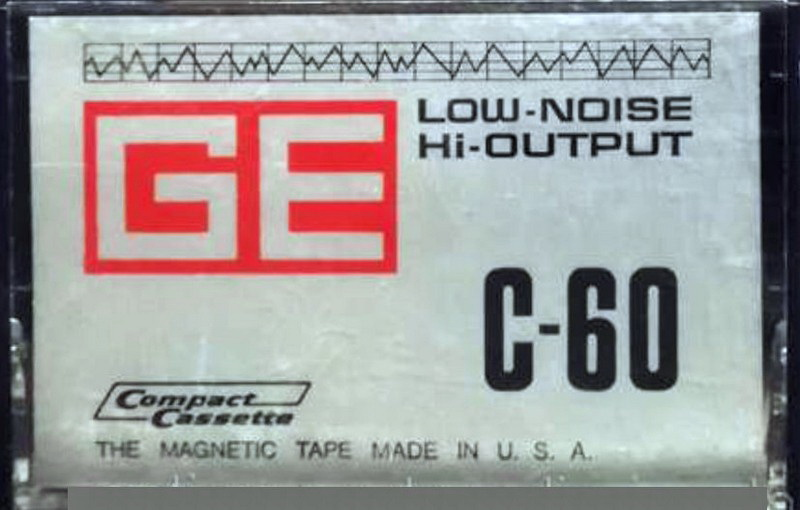 GE
LOW-NOISE
Hi-OUTPUT
C-60
Compact
Cassette
THE MAGNETIC TAPE MADE IN U. S. A.